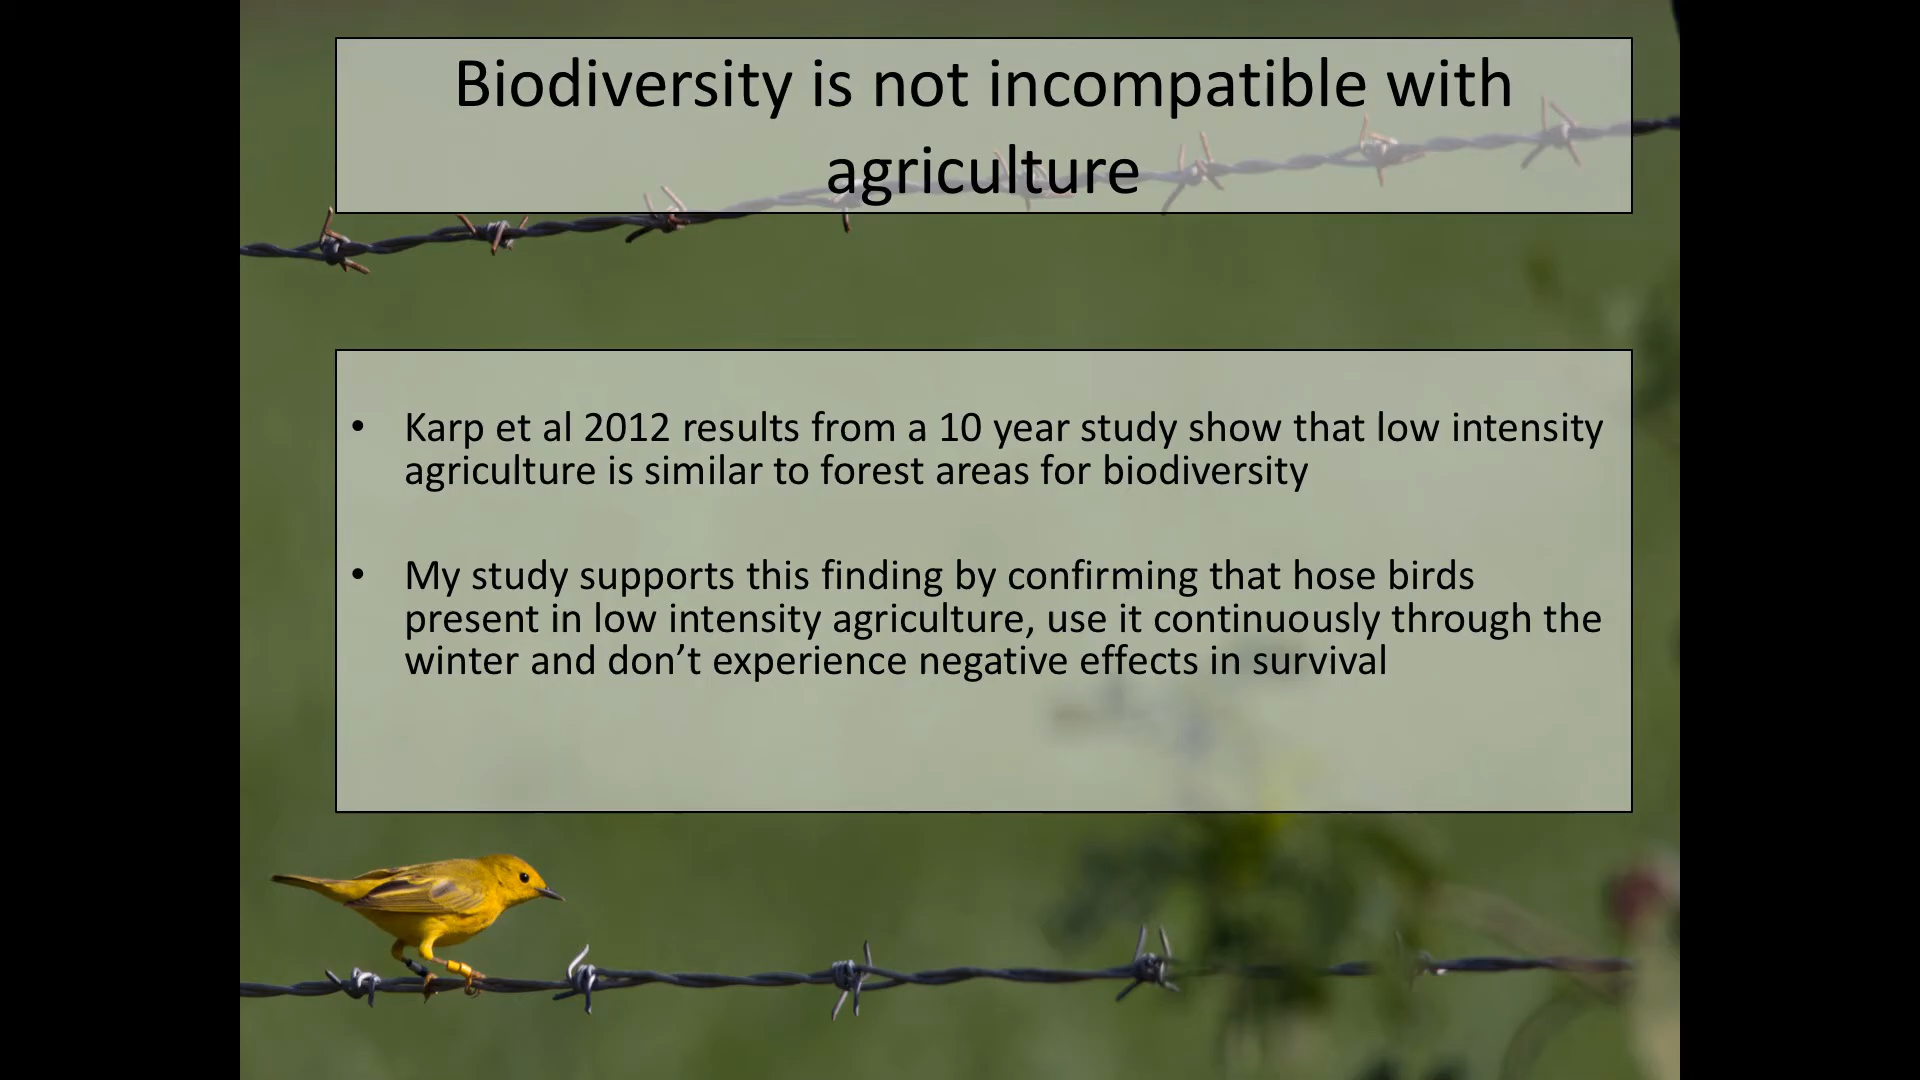 Biodiversity is not incompatible with
agriculture
• Karp et al 2012 results from a 10 year study show that low intensity
agriculture is similar to forest areas for biodiversity
• My study supports this finding by confirming that hose birds
present in low intensity agriculture, use it continuously through the
winter and don’t experience negative effects in survival